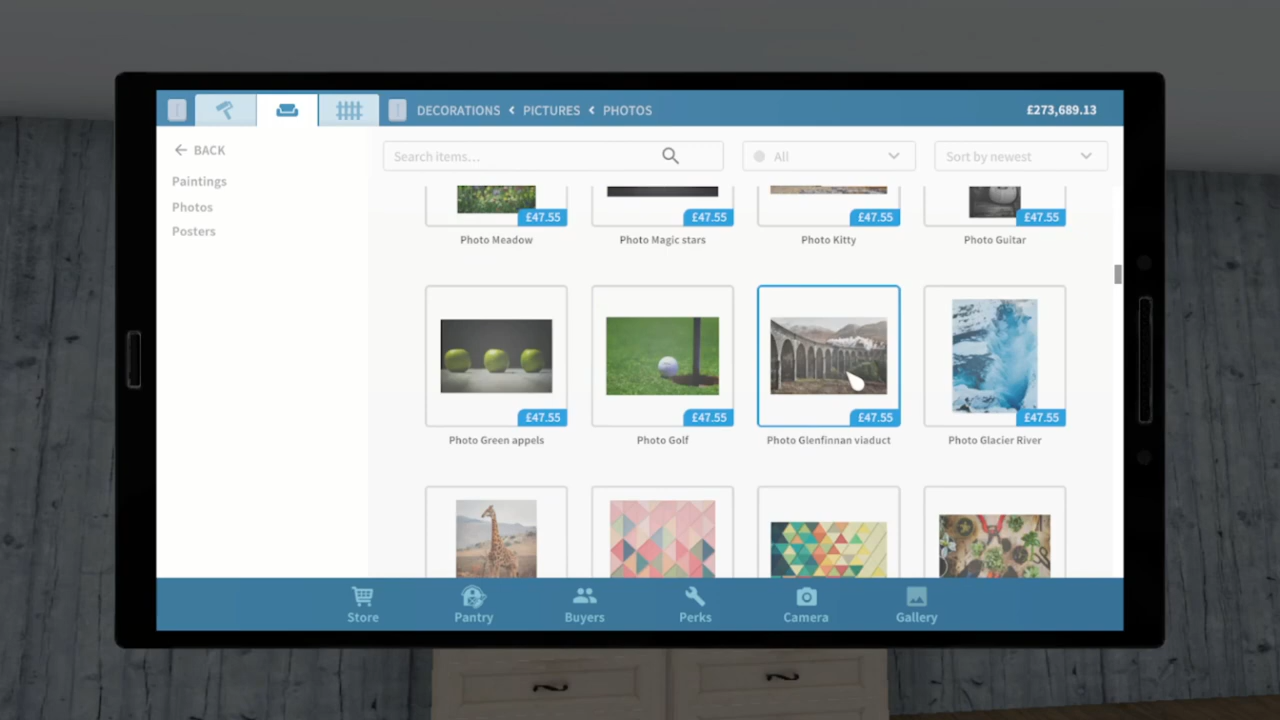 DECORATIONS < PICTURES < PHOTOS £273,689.13
BACK
Paintings
Photos
Posters
Search items...
All
Sort by newest
£47.55 £47.55 £47.55 £47.55
Photo Meadow Photo Magic stars Photo Kitty Photo Guitar
£47.55 £47.55 £47.55 £47.55
Photo Green appels Photo Golf Photo Glenfinnan viaduct Photo Glacier River
Store Pantry Buyers Perks Camera Gallery